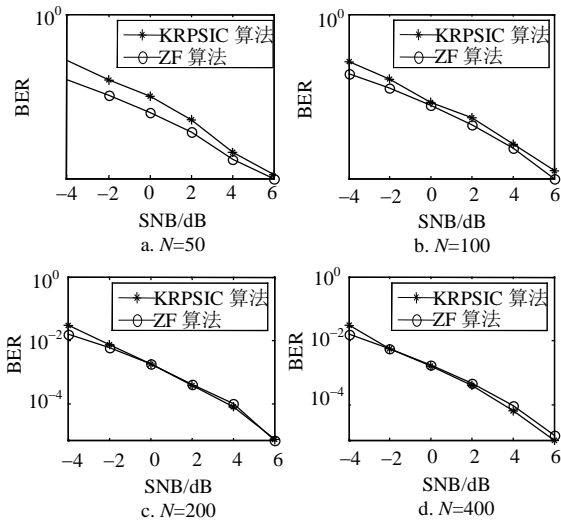 10^0
KRPSIC 算法
ZF 算法
BER
−4 −2 0 2 4 6
SNB/dB
a. N=50
10^0
KRPSIC 算法
ZF 算法
BER
−4 −2 0 2 4 6
SNB/dB
b. N=100
10^0
KRPSIC 算法
ZF 算法
10^−2
BER
10^−4
−4 −2 0 2 4 6
SNB/dB
c. N=200
10^0
KRPSIC 算法
ZF 算法
10^−2
BER
10^−4
−4 −2 0 2 4 6
SNB/dB
d. N=400